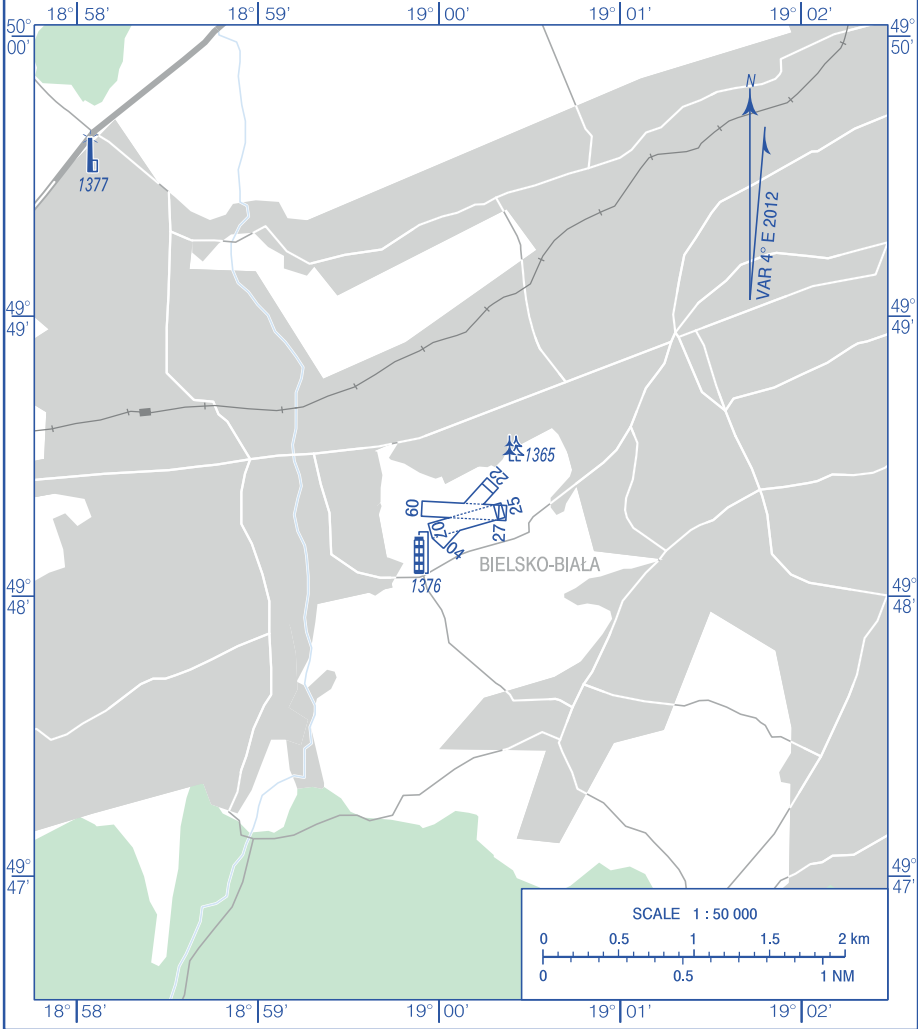 18° 58' 18° 59' 19° 00' 19° 01' 19° 02'
50° 00'
49° 50'
N
VAR 4° E 2012
1377
49° 49'
49° 49'
1365
22
09
25
07
27
04
BIELSKO-BIAŁA
1376
49° 48'
49° 48'
49° 47'
49° 47'
SCALE 1 : 50 000
0 0.5 1 1.5 2 km
0 0.5 1 NM
18° 58' 18° 59' 19° 00' 19° 01' 19° 02'